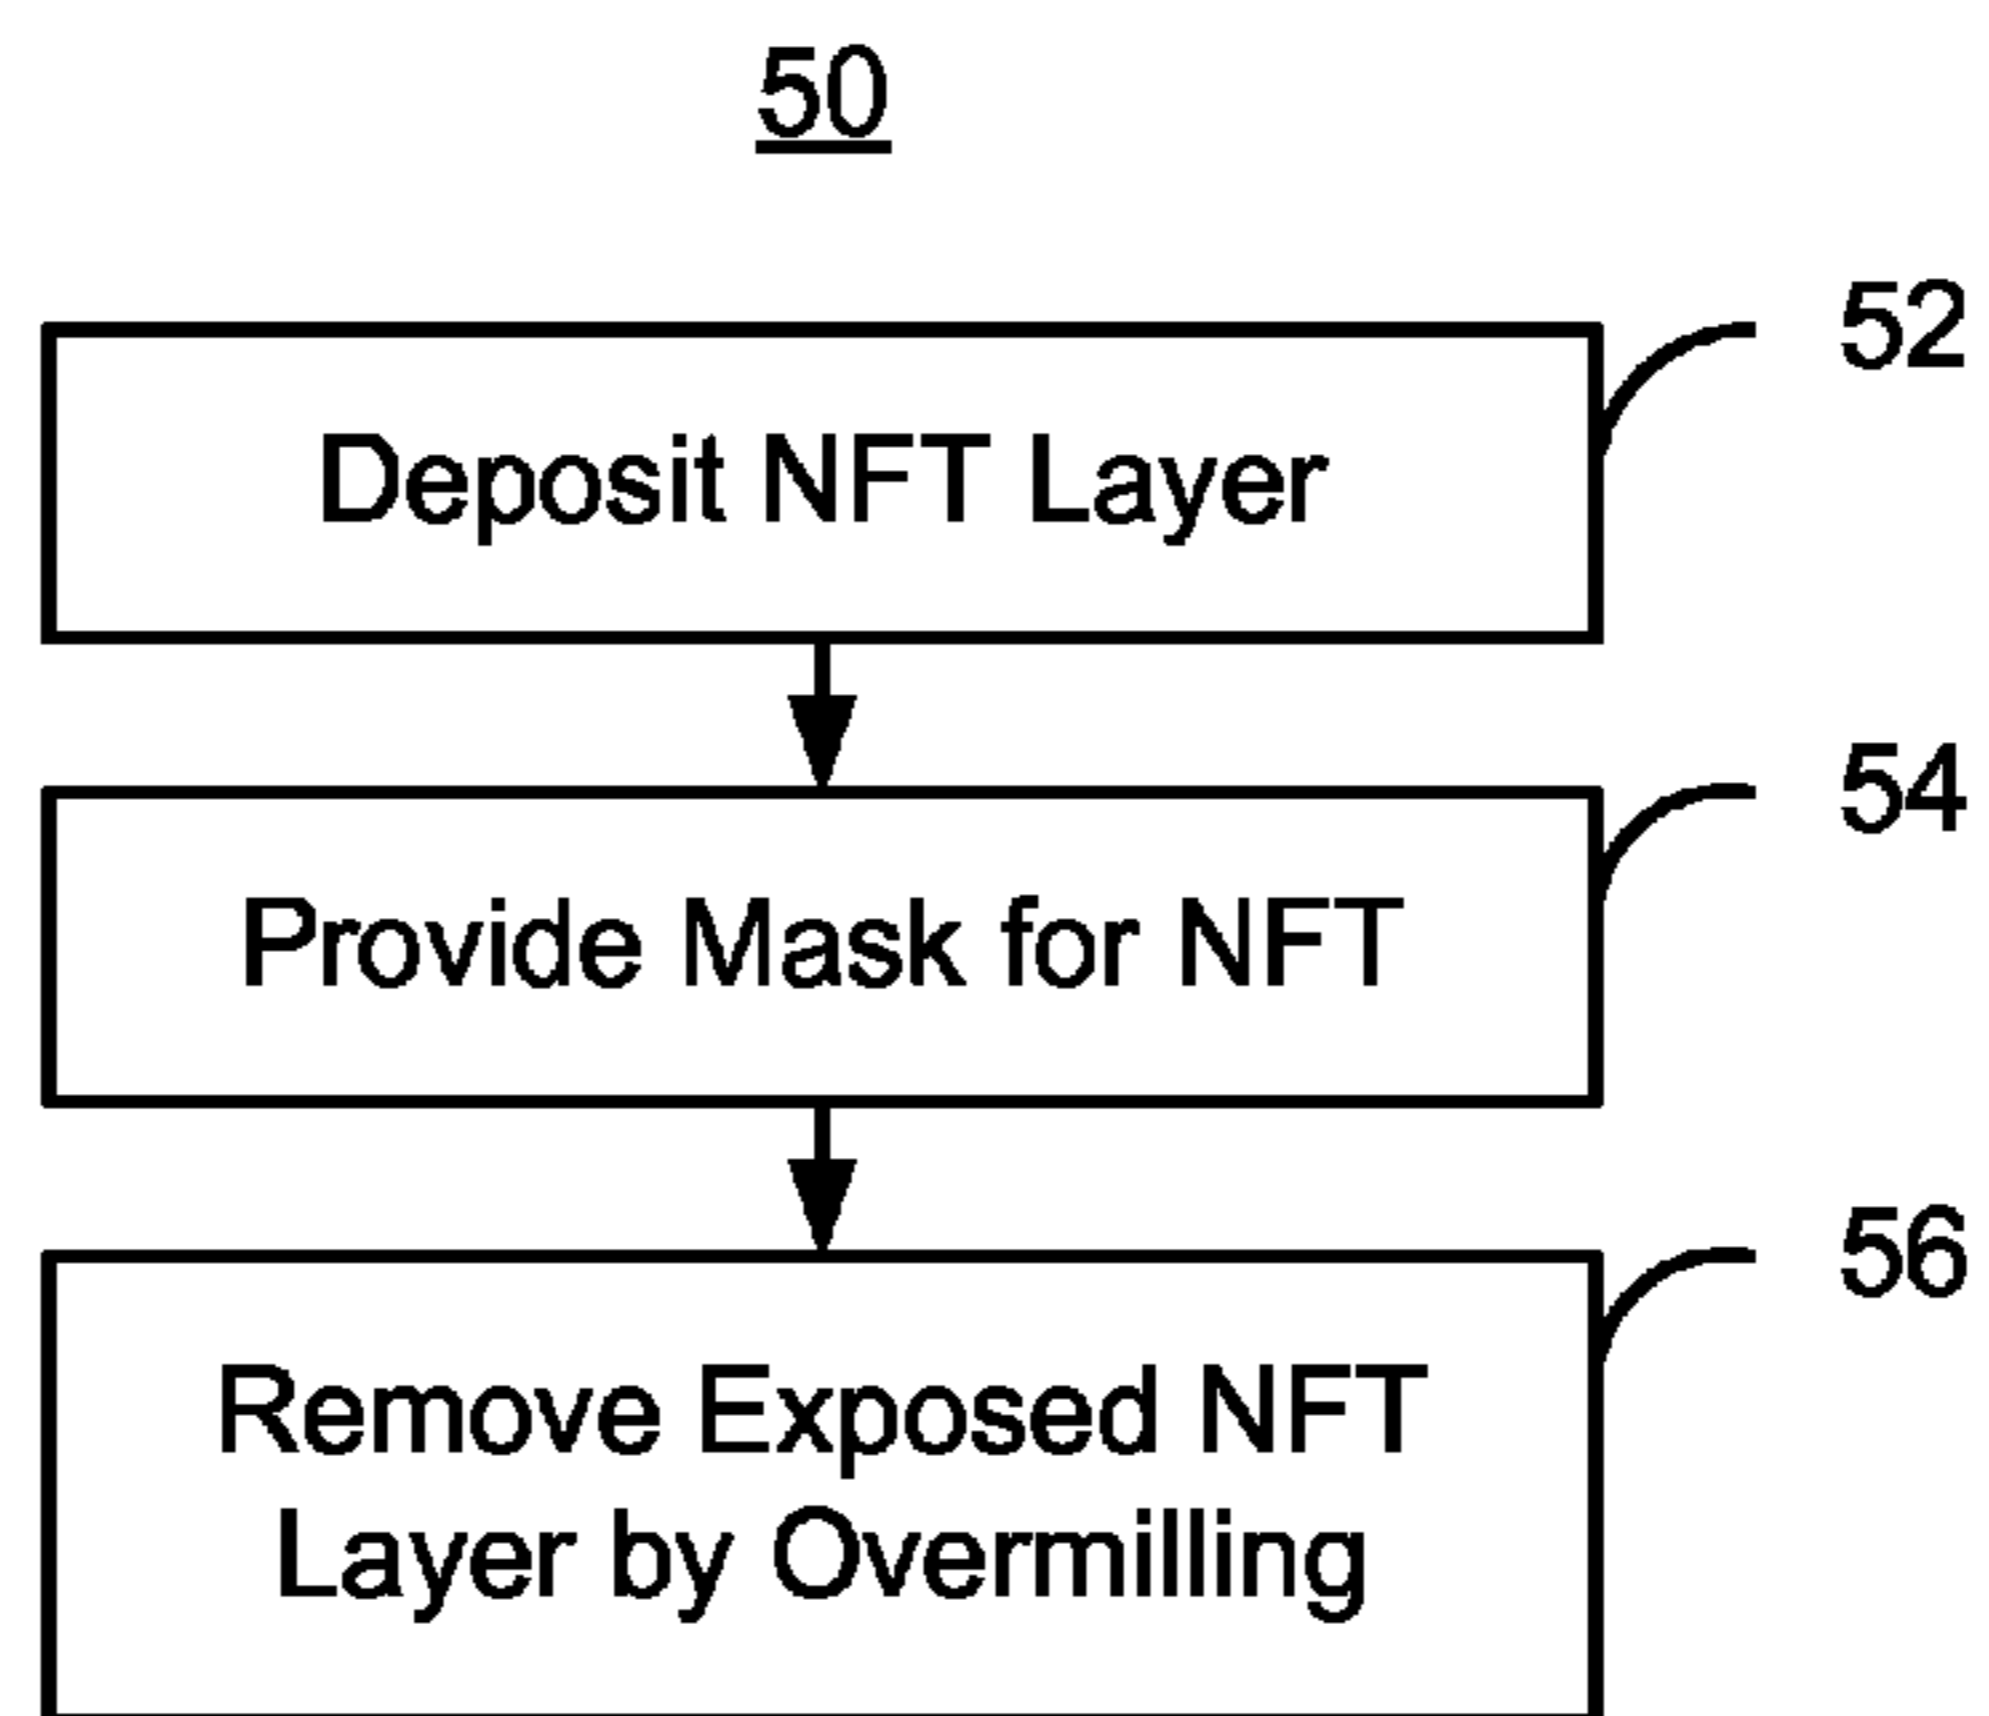 50
52
Deposit NFT Layer
54
Provide Mask for NFT
56
Remove Exposed NFT
Layer by Overmilling